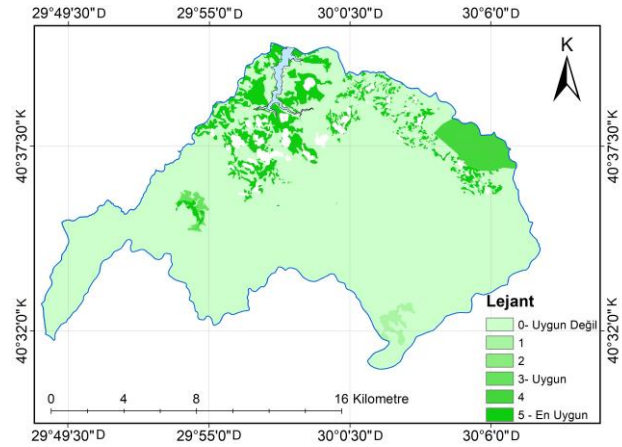 29°49'30"D 29°55'0"D 30°0'30"D 30°6'0"D
K
40°37'30"K 40°37'30"K
40°32'0"K 40°32'0"K
Lejant
0- Uygun Değil
1
2
3- Uygun
4
5 - En Uygun
0 4 8 16 Kilometre
29°49'30"D 29°55'0"D 30°0'30"D 30°6'0"D